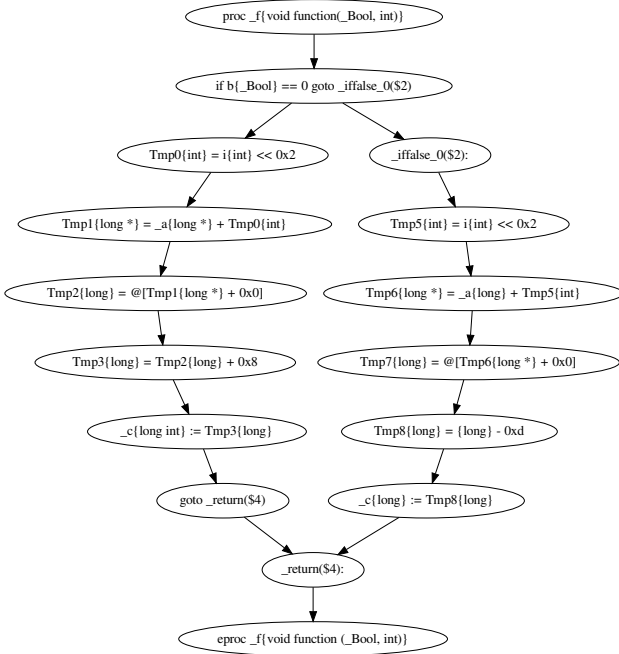 proc _f{void function(_Bool, int)}
if b{_Bool} == 0 goto _iffalse_0($2)
Tmp0{int} = i{int} << 0x2
_iffalse_0($2):
Tmp1{long *} = _a{long *} + Tmp0{int}
Tmp5{int} = i{int} << 0x2
Tmp2{long} = @[Tmp1{long *} + 0x0]
Tmp6{long *} = _a{long} + Tmp5{int}
Tmp3{long} = Tmp2{long} + 0x8
Tmp7{long} = @[Tmp6{long *} + 0x0]
_c{long int} := Tmp3{long}
Tmp8{long} = {long} - 0xd
goto _return($4)
_c{long} := Tmp8{long}
_return($4):
eproc _f{void function (_Bool, int)}